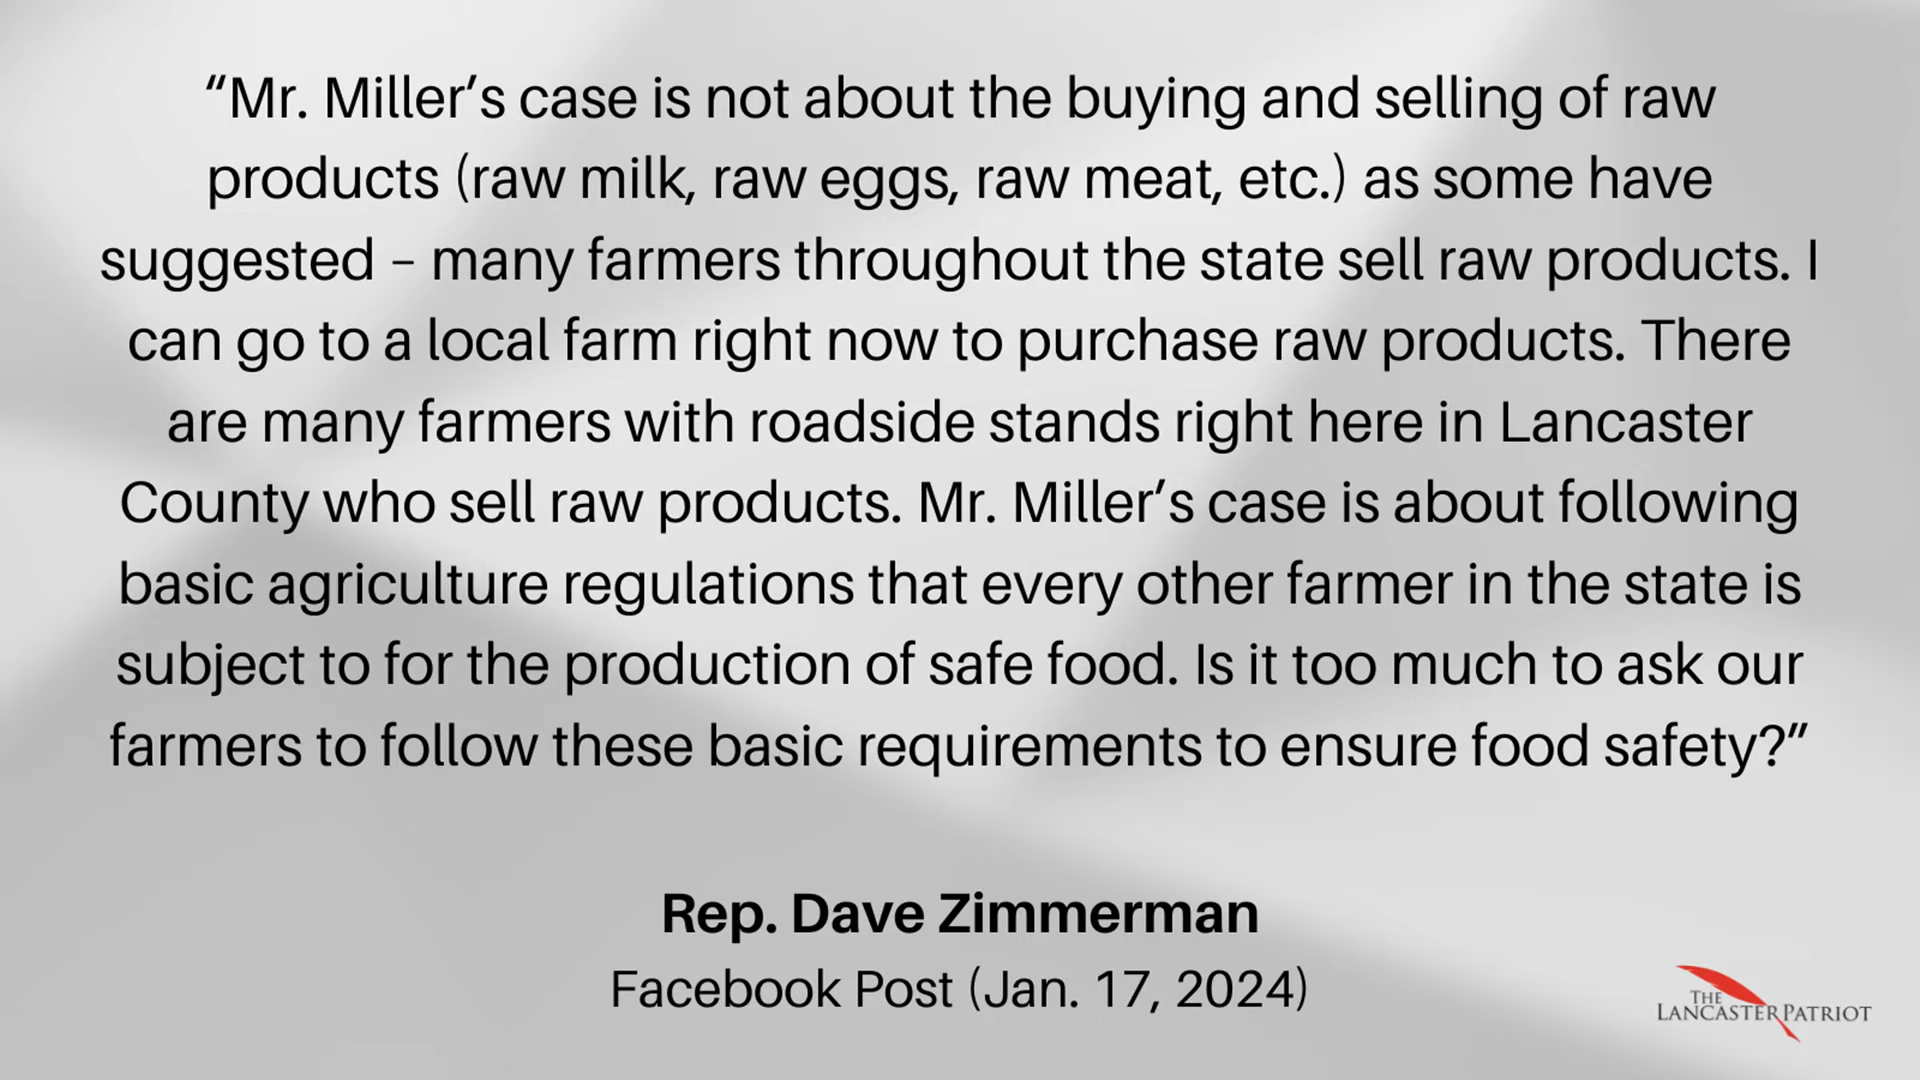 “Mr. Miller’s case is not about the buying and selling of raw
products (raw milk, raw eggs, raw meat, etc.) as some have
suggested – many farmers throughout the state sell raw products. I
can go to a local farm right now to purchase raw products. There
are many farmers with roadside stands right here in Lancaster
County who sell raw products. Mr. Miller’s case is about following
basic agriculture regulations that every other farmer in the state is
subject to for the production of safe food. Is it too much to ask our
farmers to follow these basic requirements to ensure food safety?”
Rep. Dave Zimmerman
Facebook Post (Jan. 17, 2024)
THE
LANCASTER PATRIOT